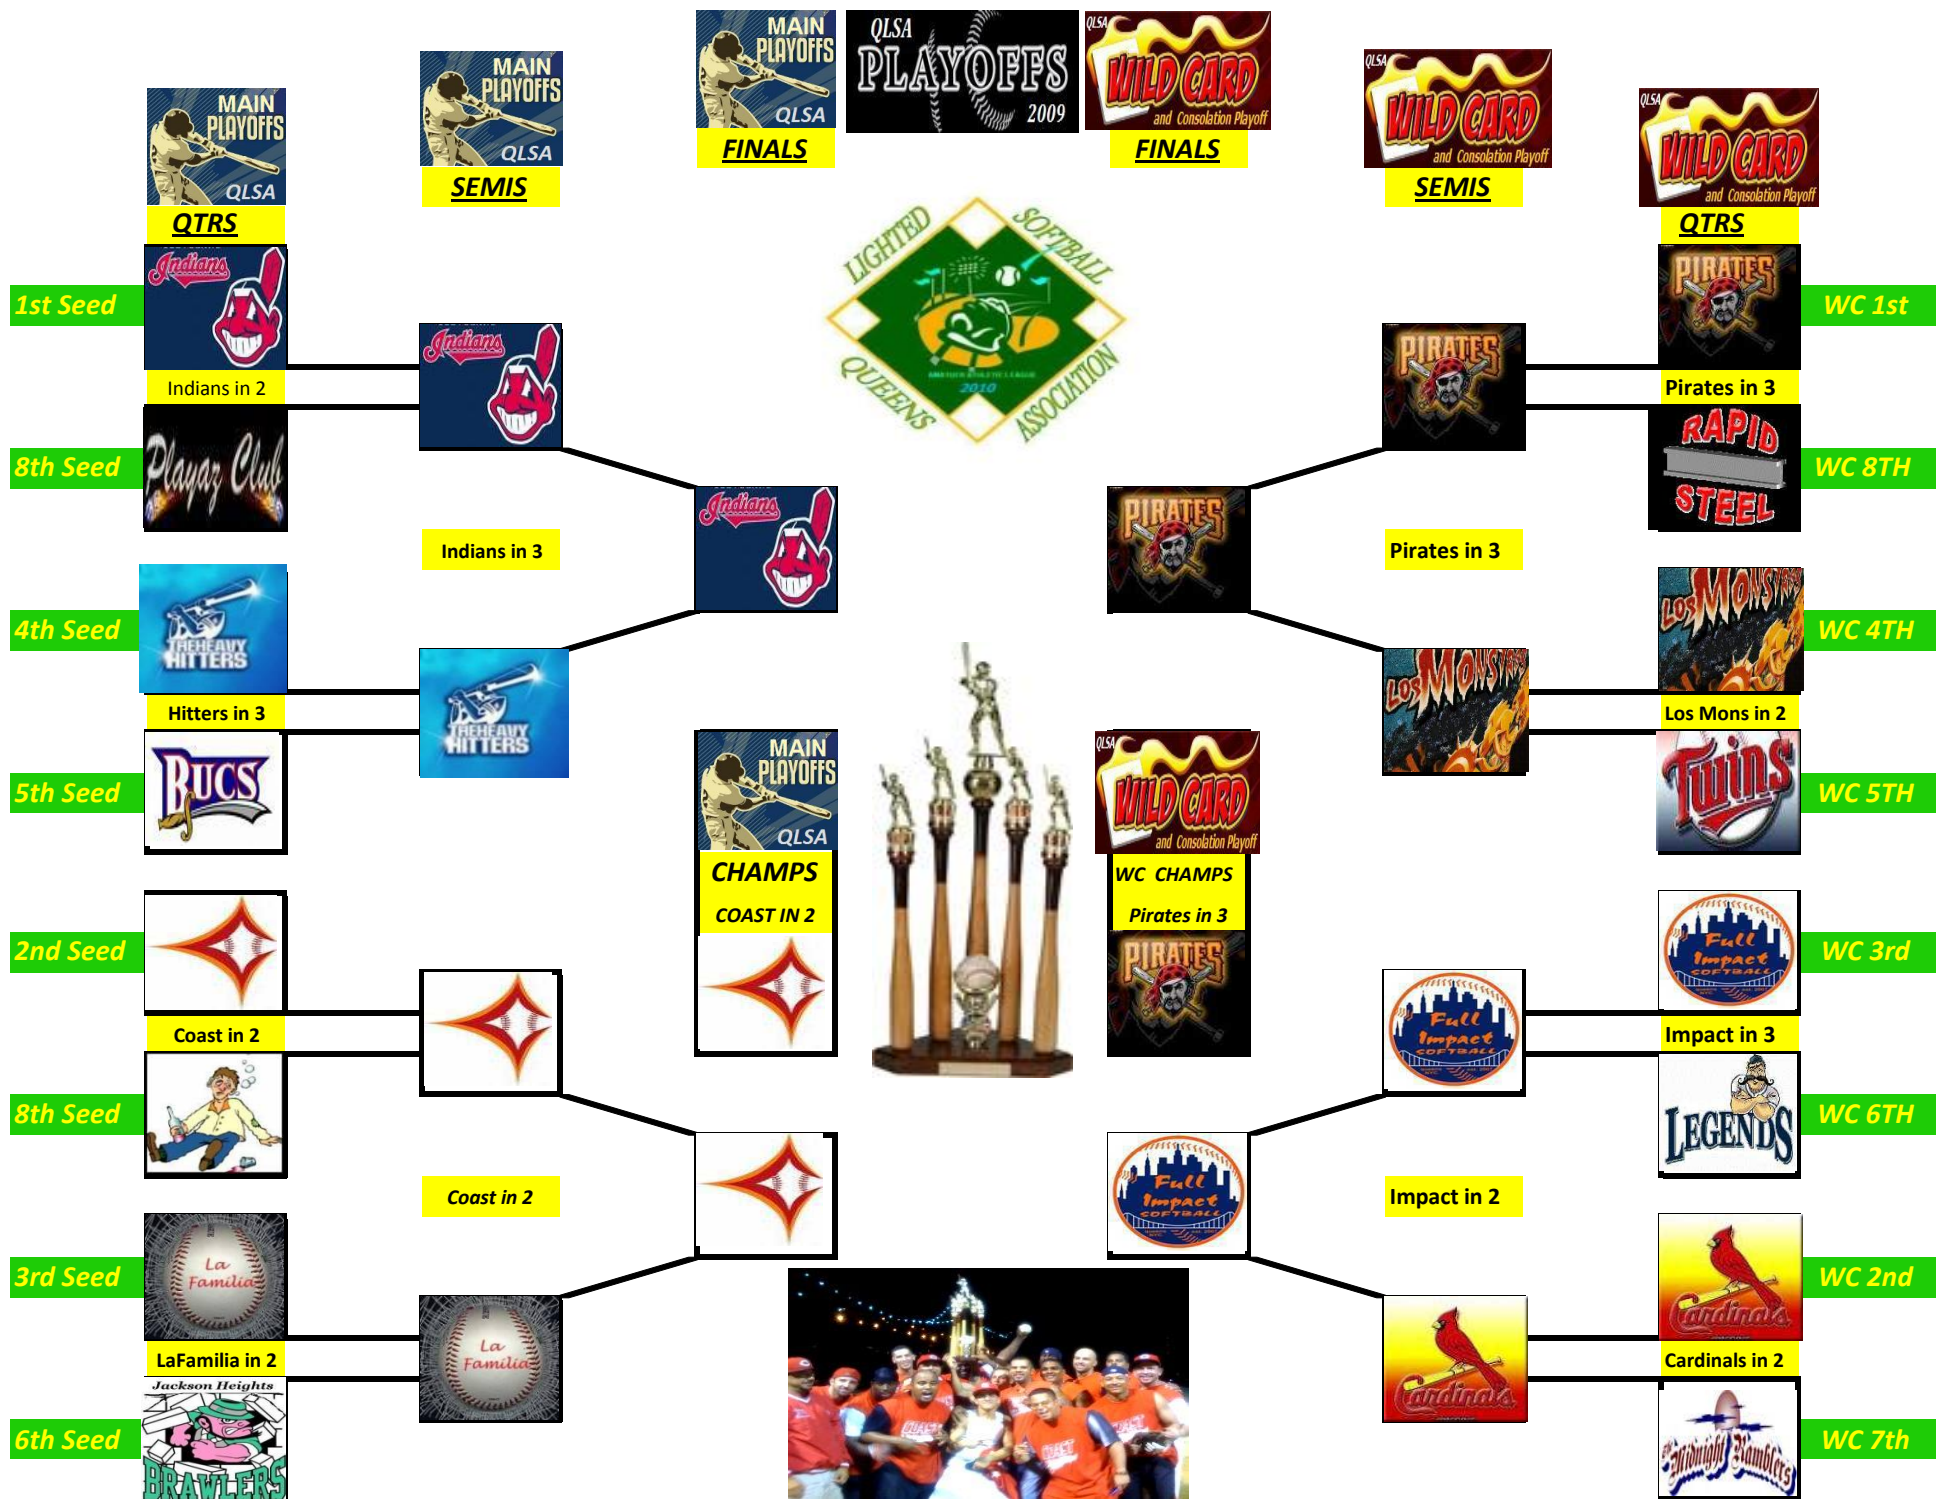 MAIN
PLAYOFFS
QLSA
FINALS
QLSA
PLAYOFFS
2009
QLSA
WILD CARD
and Consolation Playoff
FINALS
MAIN
PLAYOFFS
QLSA
SEMIS
QLSA
WILD CARD
and Consolation Playoff
SEMIS
MAIN
PLAYOFFS
QLSA
QTRS
QLSA
WILD CARD
and Consolation Playoff
QTRS
LIGHTED
SOFTBALL
QUEENS
ASSOCIATION
2010
1st Seed
Indians
Indians in 2
8th Seed
Playaz Club
Indians
Indians in 3
Indians
4th Seed
THE HEAVY
HITTERS
Hitters in 3
5th Seed
BUCS
THE HEAVY
HITTERS
2nd Seed
Coast in 2
8th Seed
Coast in 2
3rd Seed
La
Familia
LaFamilia in 2
6th Seed
Jackson Heights
BRAWLERS
La
Familia
MAIN
PLAYOFFS
QLSA
CHAMPS
COAST IN 2
QLSA
WILD CARD
and Consolation Playoff
WC CHAMPS
Pirates in 3
PIRATES
PIRATES
WC 1st
Pirates in 3
RAPID
STEEL
WC 8TH
PIRATES
Pirates in 3
PIRATES
LOS MONSTR
WC 4TH
Los Mons in 2
Twins
WC 5TH
LOS MONST
Full
Impact
SOFTBALL
WC 3rd
Impact in 3
LEGENDS
WC 6TH
Full
Impact
SOFTBALL
Impact in 2
Full
Impact
SOFTBALL
Cardinals
WC 2nd
Cardinals in 2
The Midnight Ramblers
WC 7th
Cardinals
COAST